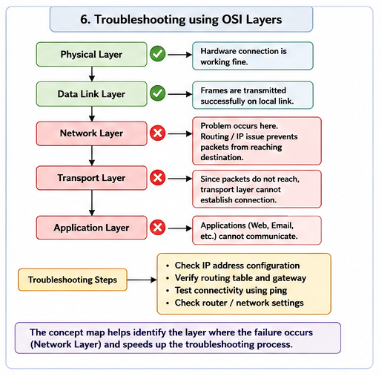 6. Troubleshooting using OSI Layers
Physical Layer
Hardware connection is
working fine.
Data Link Layer
Frames are transmitted
successfully on local link.
Network Layer
Problem occurs here.
Routing / IP issue prevents
packets from reaching
destination.
Transport Layer
Since packets do not reach,
transport layer cannot
establish connection.
Application Layer
Applications (Web, Email,
etc.) cannot communicate.
Troubleshooting Steps
• Check IP address configuration
• Verify routing table and gateway
• Test connectivity using ping
• Check router / network settings
The concept map helps identify the layer where the failure occurs
(Network Layer) and speeds up the troubleshooting process.